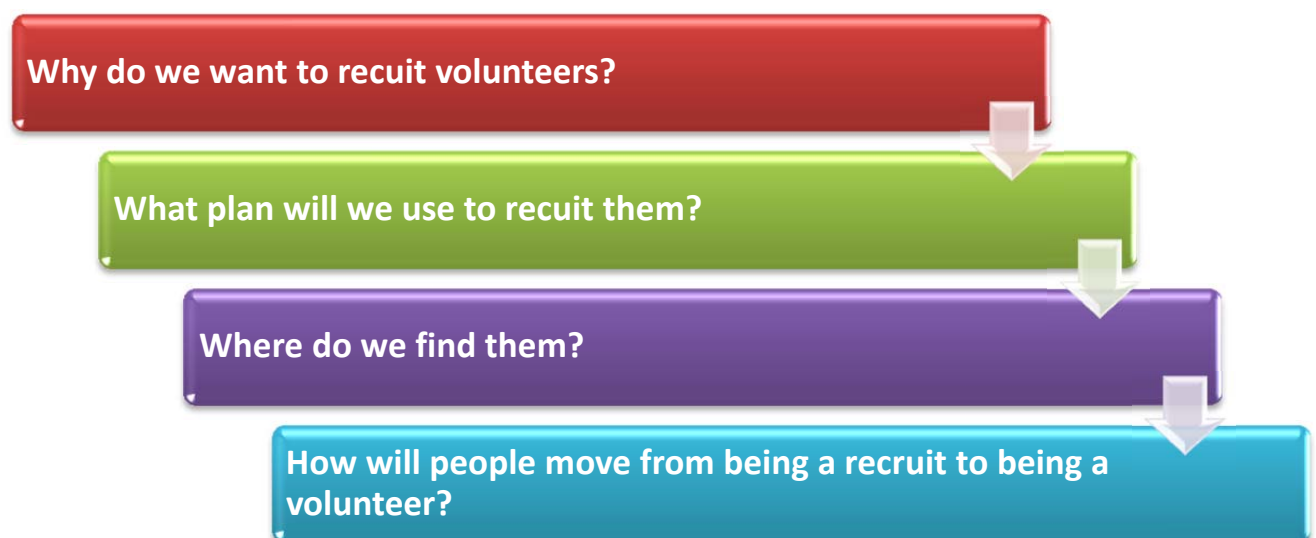 Why do we want to recuit volunteers?
What plan will we use to recuit them?
Where do we find them?
How will people move from being a recruit to being a
volunteer?